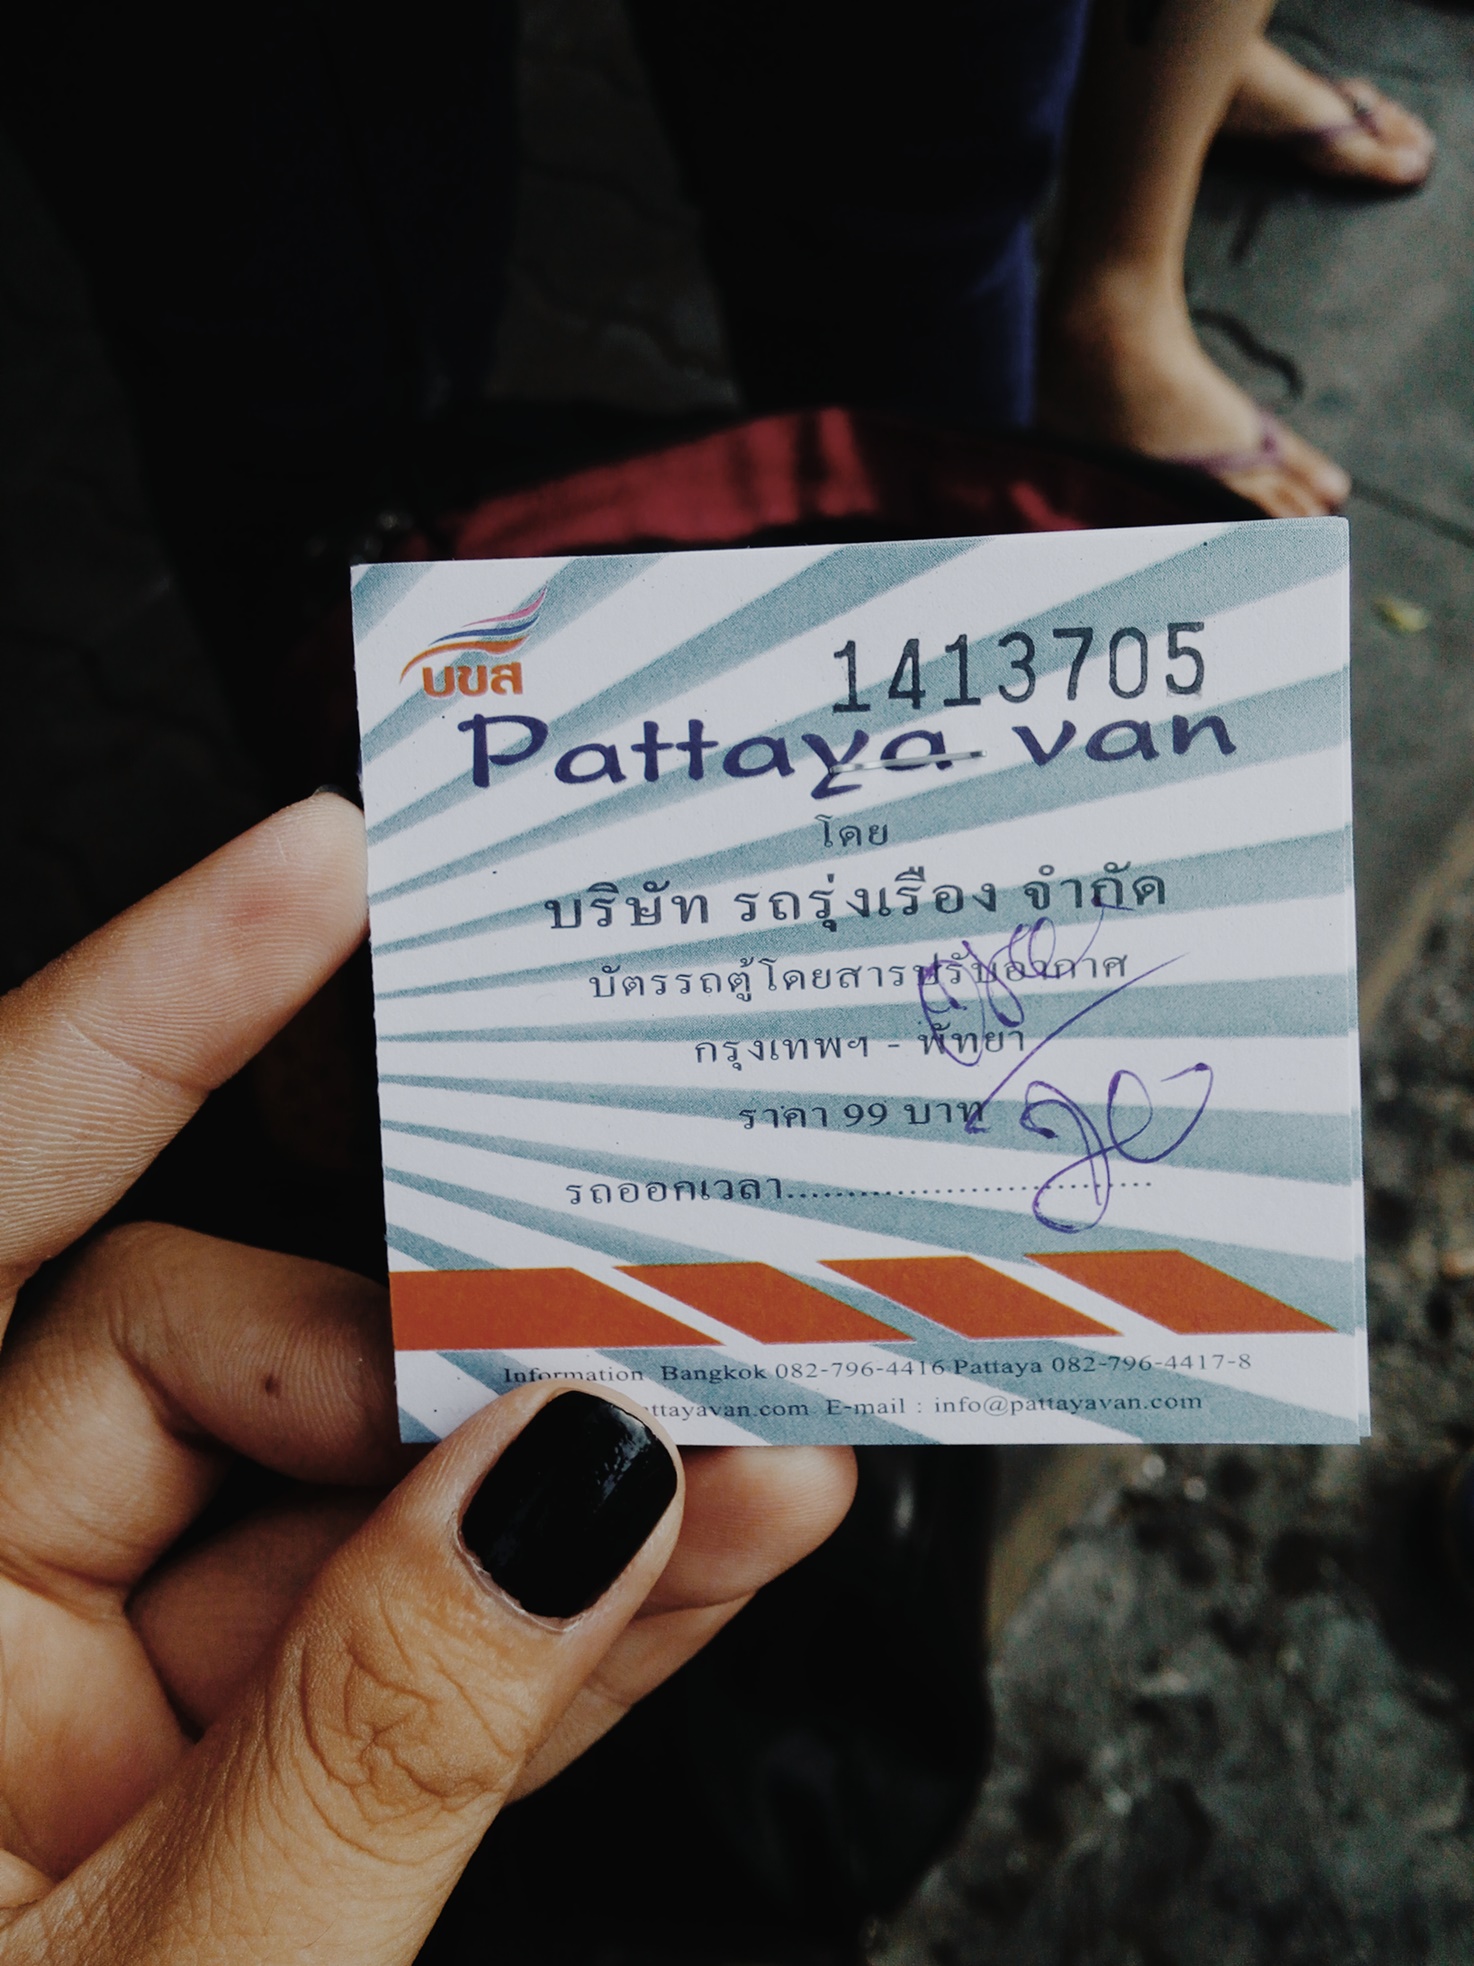 บขส
1413705
Pattaya van
โดย
บริษัท รถรุ่งเรือง จำกัด
บัตรรถตู้โดยสารปรับอากาศ
กรุงเทพฯ - พัทยา
ราคา 99 บาท
รถออกเวลา........................................
Information Bangkok 082-796-4416 Pattaya 082-796-4417-8
ttayavan.com E-mail : info@pattayavan.com